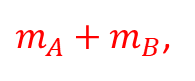 m_A + m_B,